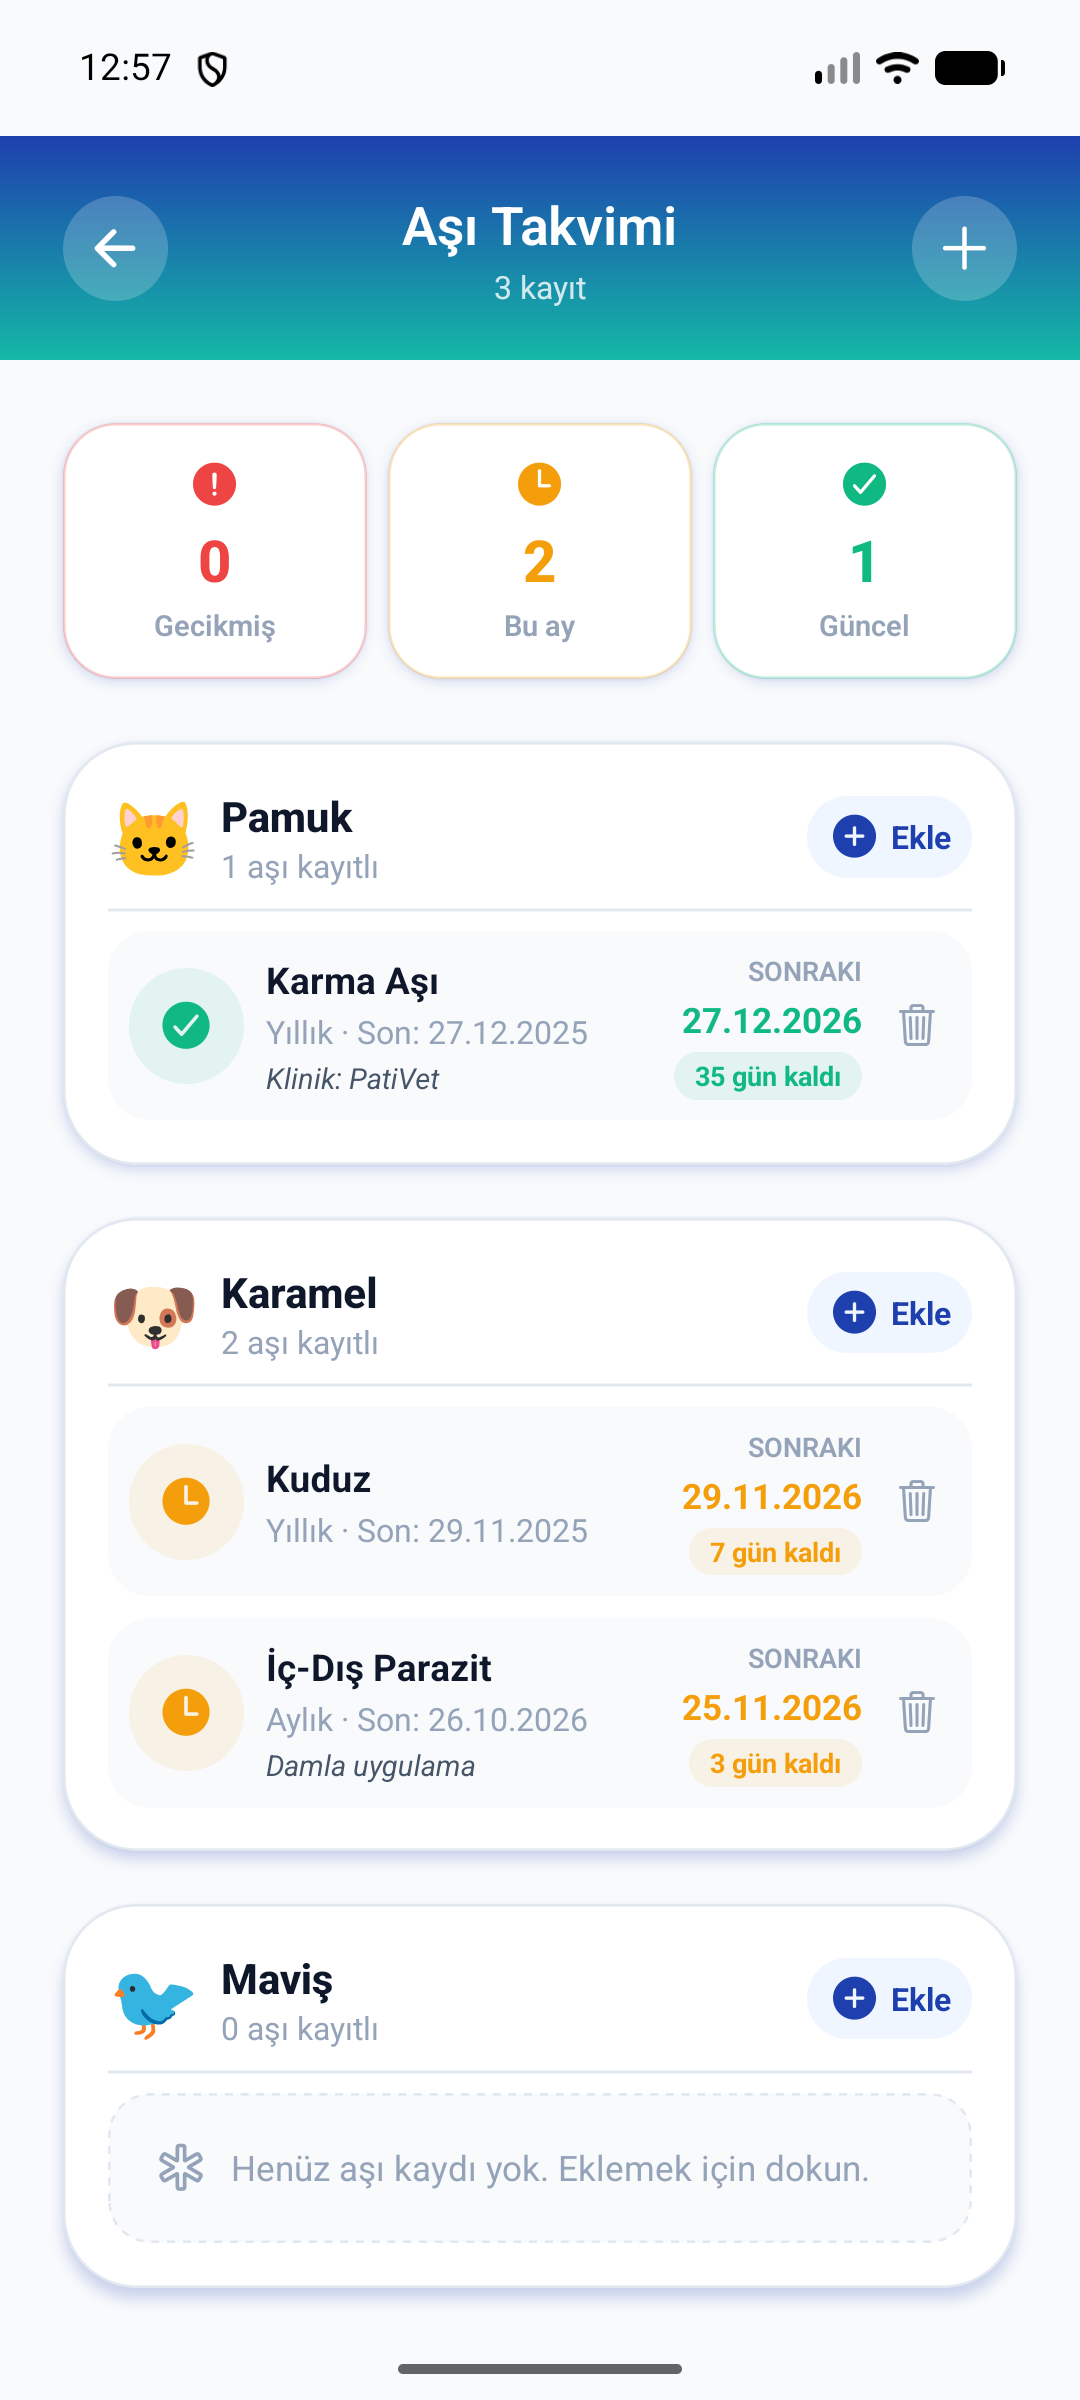 12:57
Aşı Takvimi
3 kayıt
0
Gecikmiş
2
Bu ay
1
Güncel
Pamuk
1 aşı kayıtlı
Ekle
Karma Aşı
Yıllık · Son: 27.12.2025
Klinik: PatiVet
SONRAKI
27.12.2026
35 gün kaldı
Karamel
2 aşı kayıtlı
Ekle
Kuduz
Yıllık · Son: 29.11.2025
SONRAKI
29.11.2026
7 gün kaldı
İç-Dış Parazit
Aylık · Son: 26.10.2026
Damla uygulama
SONRAKI
25.11.2026
3 gün kaldı
Maviş
0 aşı kayıtlı
Ekle
Henüz aşı kaydı yok. Eklemek için dokun.